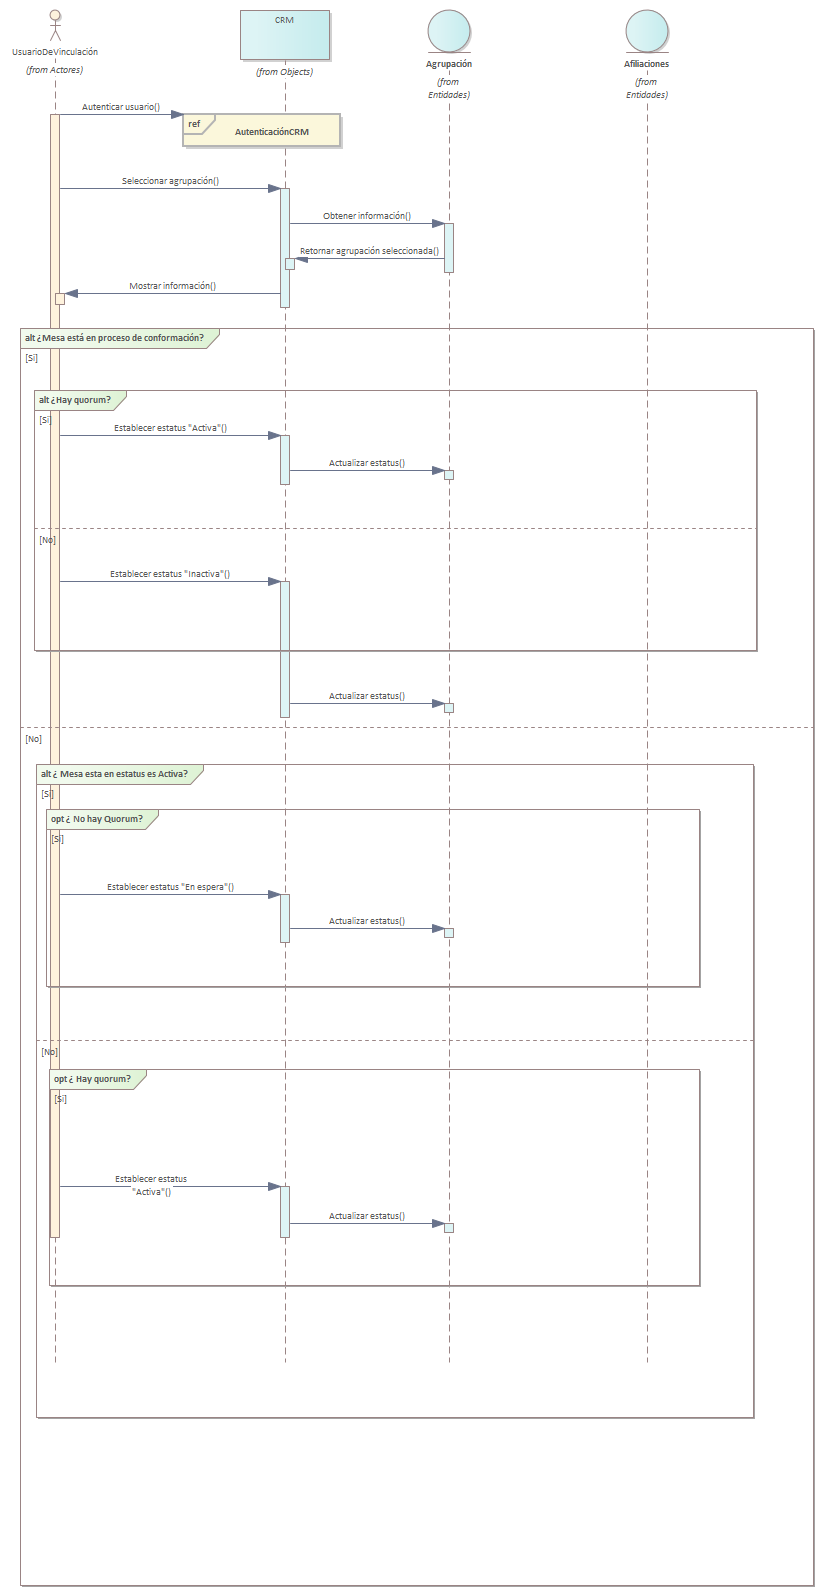 CRM
UsuarioDeVinculación
(from Actores)
(from Objects)
Agrupación
(from
Entidades)
Afiliaciones
(from
Entidades)
Autenticar usuario()
ref
AutenticaciónCRM
Seleccionar agrupación()
Obtener información()
Retornar agrupación seleccionada()
Mostrar información()
alt ¿Mesa está en proceso de conformación?
[Si]
alt ¿Hay quorum?
[Si]
Establecer estatus "Activa"()
Actualizar estatus()
[No]
Establecer estatus "Inactiva"()
Actualizar estatus()
[No]
alt ¿ Mesa esta en estatus es Activa?
[Si]
opt ¿ No hay Quorum?
[Si]
Establecer estatus "En espera"()
Actualizar estatus()
[No]
opt ¿ Hay quorum?
[Si]
Establecer estatus
"Activa"()
Actualizar estatus()